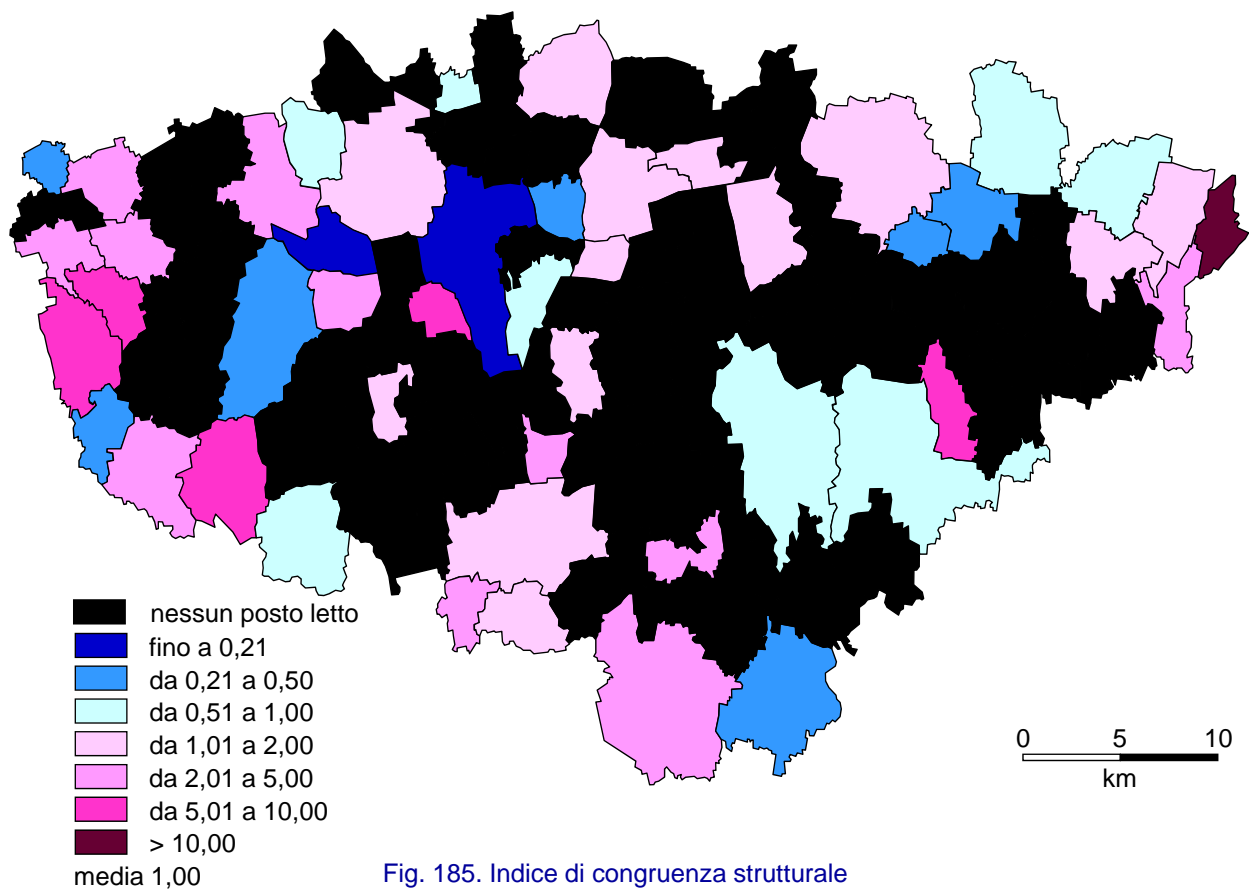 nessun posto letto
fino a 0,21
da 0,21 a 0,50
da 0,51 a 1,00
da 1,01 a 2,00
da 2,01 a 5,00
da 5,01 a 10,00
> 10,00
media 1,00
0 5 10
km
Fig. 185. Indice di congruenza strutturale